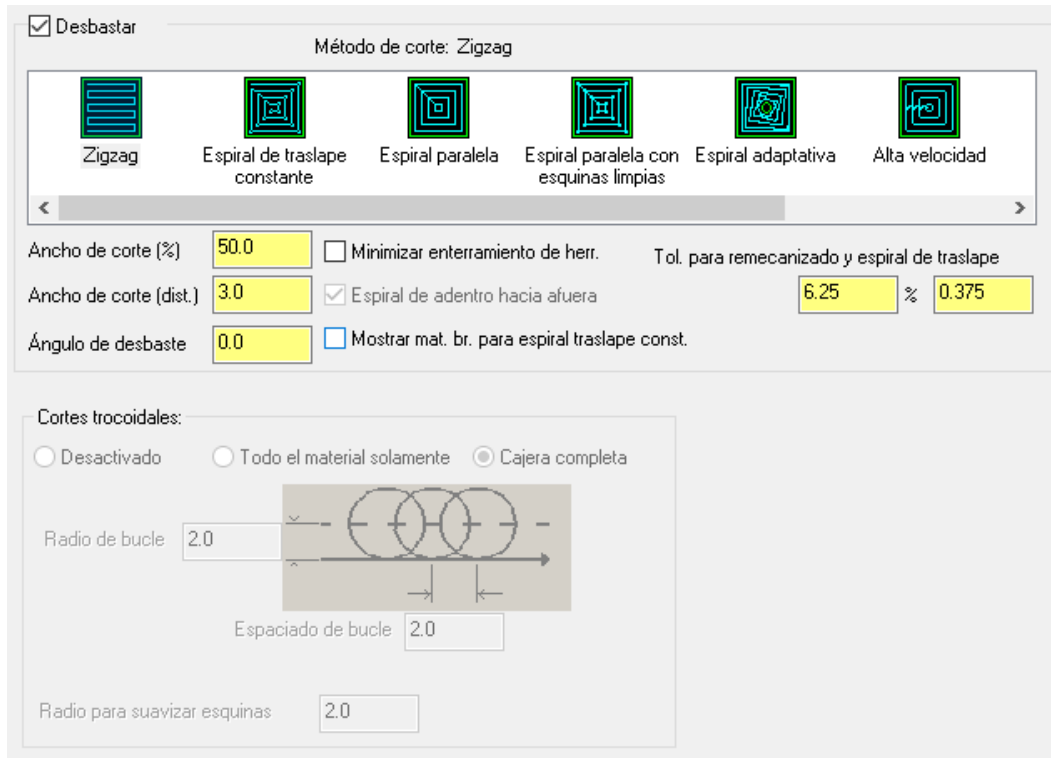 Desbastar
Método de corte: Zigzag
Zigzag
Espiral de traslape
constante
Espiral paralela
Espiral paralela con
esquinas limpias
Espiral adaptativa
Alta velocidad
Ancho de corte (%) 50.0 Minimizar enterramiento de herr. Tol. para remecanizado y espiral de traslape
Ancho de corte (dist.) 3.0 Espiral de adentro hacia afuera 6.25 % 0.375
Ángulo de desbaste 0.0 Mostrar mat. br. para espiral traslape const.
Cortes trocoidales:
Desactivado Todo el material solamente Cajera completa
Radio de bucle 2.0
Espaciado de bucle 2.0
Radio para suavizar esquinas 2.0